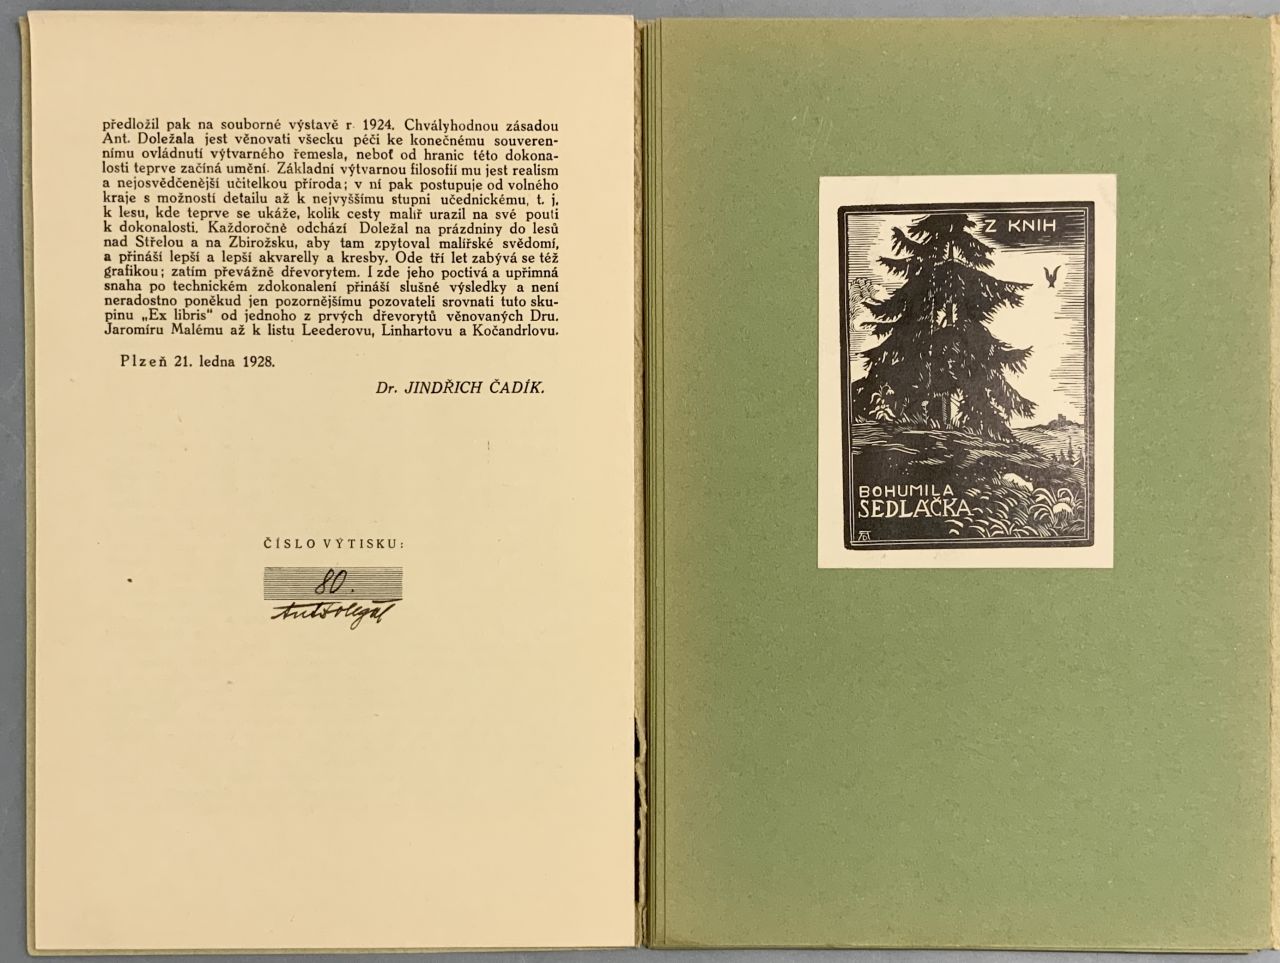 předložil pak na souborné výstavě r. 1924. Chvályhodnou zásadou
Ant. Doležala jest věnovati všecku péči ke konečnému souveren-
nímu ovládnutí výtvarného řemesla, neboť od hranic této dokona-
losti teprve začíná umění. Základní výtvarnou filosofií mu jest realism
a nejosvědčenější učitelkou příroda; v ní pak postupuje od volného
kraje s možností detailu až k nejvyššímu stupni učednickému, t. j.
k lesu, kde teprve se ukáže, kolik cesty malíř urazil na své pouti
k dokonalosti. Každoročně odchází Doležal na prázdniny do lesů
nad Střelou a na Zbirožsku, aby tam zpytoval malířské svědomí,
a přináší lepší a lepší akvarelly a kresby. Ode tří let zabývá se též
grafikou; zatím převážně dřevorytem. I zde jeho poctivá a upřimná
snaha po technickém zdokonalení přináší slušné výsledky a není
neradostno poněkud jen pozornějšímu pozovateli srovnati tuto sku-
pinu „Ex libris" od jednoho z prvých dřevorytů věnovaných Dru.
Jaromíru Malému až k listu Leederovu, Linhartovu a Kočandrlovu.
Plzeň 21. ledna 1928.
Dr. JINDŘICH ČADÍK.
ČÍSLO VÝTISKU:
80.
Ant Doležal
Z KNIH
BOHUMILA
SEDLÁČKA